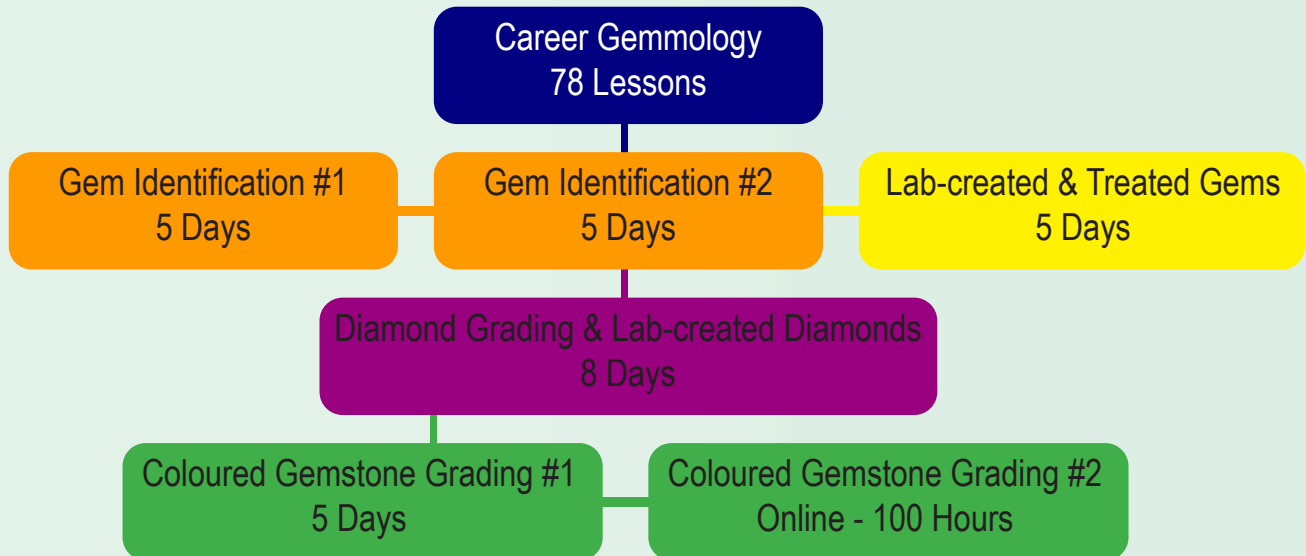 Career Gemmology
78 Lessons
Gem Identification #1
5 Days
Gem Identification #2
5 Days
Lab-created & Treated Gems
5 Days
Diamond Grading & Lab-created Diamonds
8 Days
Coloured Gemstone Grading #1
5 Days
Coloured Gemstone Grading #2
Online - 100 Hours